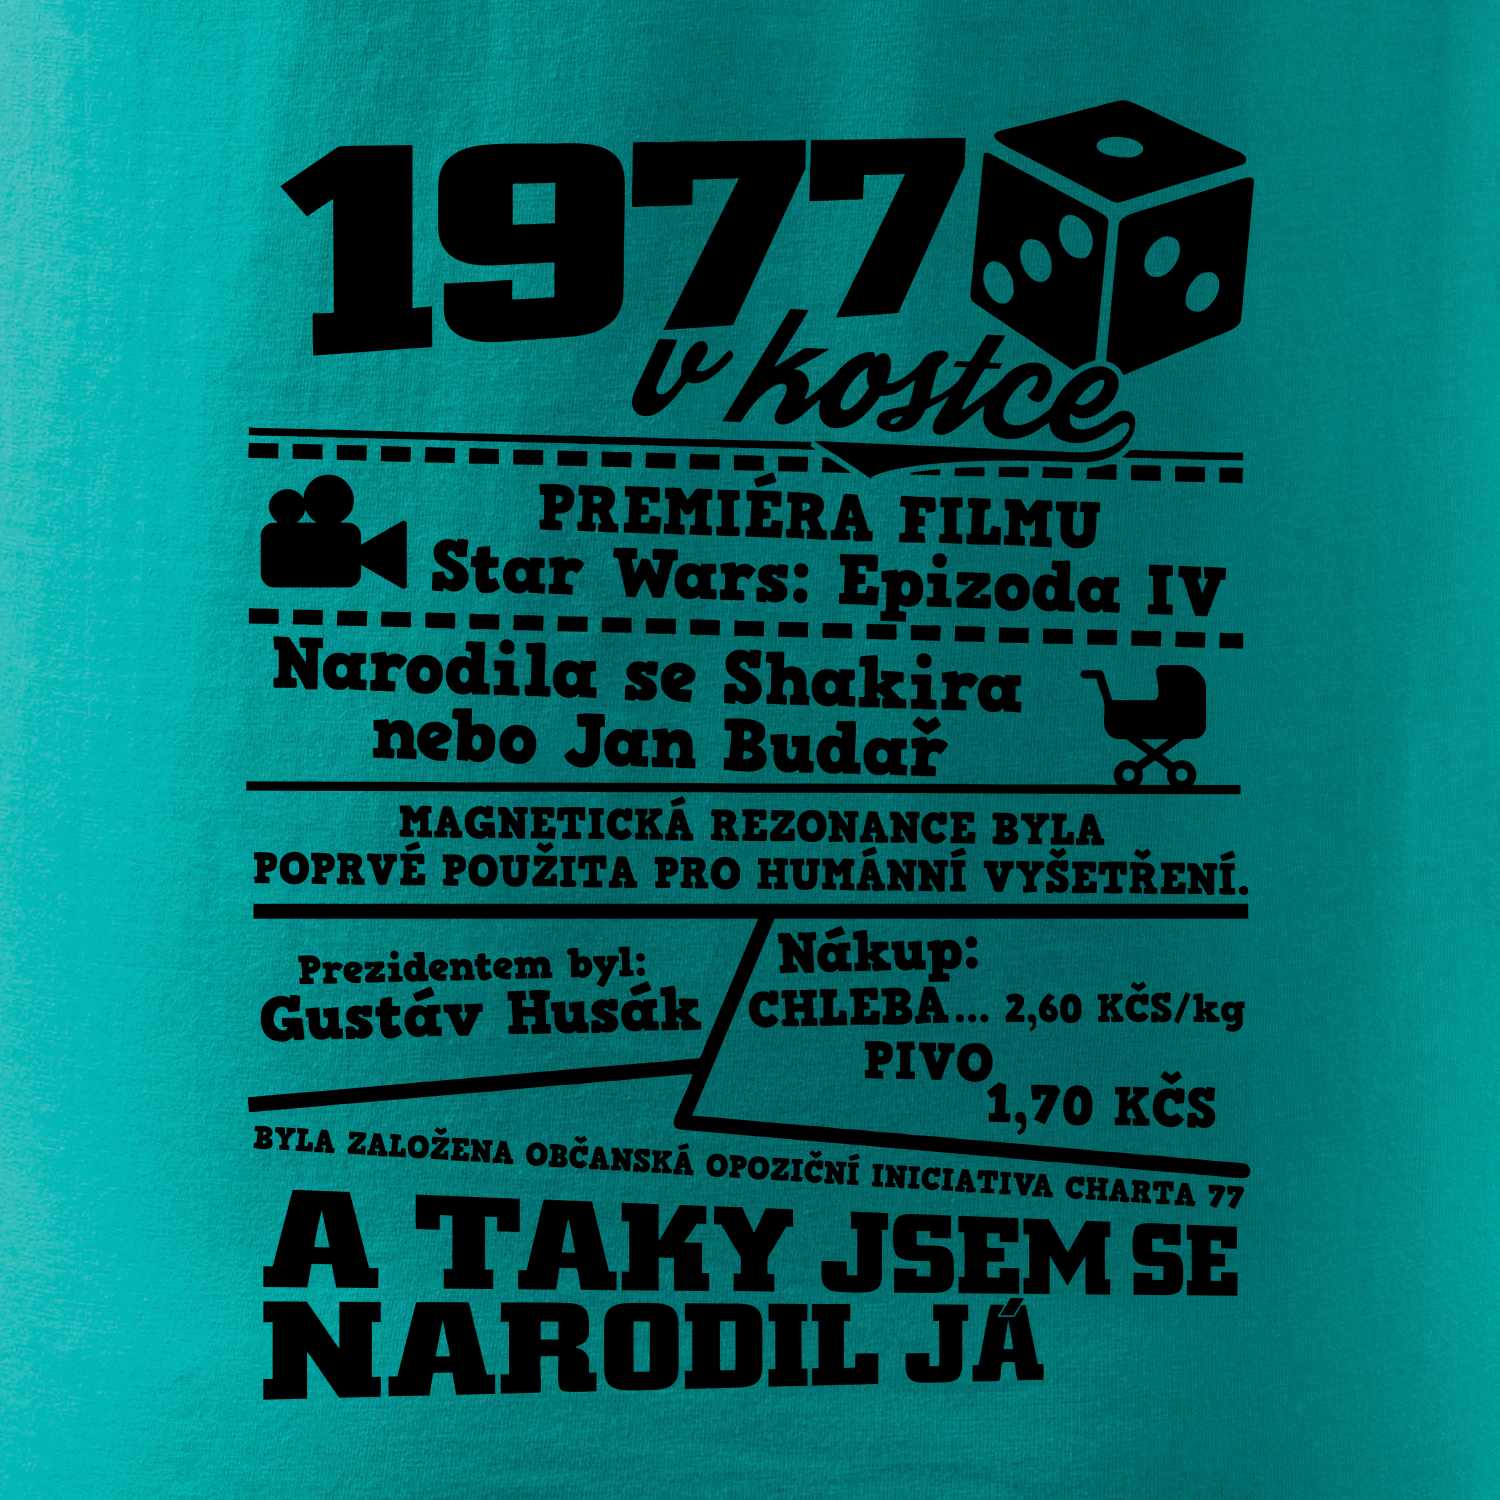 1977
v kostce
PREMIÉRA FILMU
Star Wars: Epizoda IV
Narodila se Shakira
nebo Jan Budař
MAGNETICKÁ REZONANCE BYLA
POPRVÉ POUŽITA PRO HUMÁNNÍ VYŠETŘENÍ.
Prezidentem byl:
Gustáv Husák
Nákup:
CHLEBA... 2,60 KČS/kg
PIVO
1,70 KČS
BYLA ZALOŽENA OBČANSKÁ OPOZIČNÍ INICIATIVA CHARTA 77
A TAKY JSEM SE
NARODIL JÁ